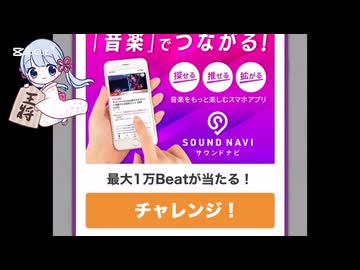 「音楽」でつながる!
探せる 推せる 拡がる
音楽をもっと楽しむスマホアプリ
SOUND NAVI
サウンドナビ
最大1万Beatが当たる!
チャレンジ!
王将